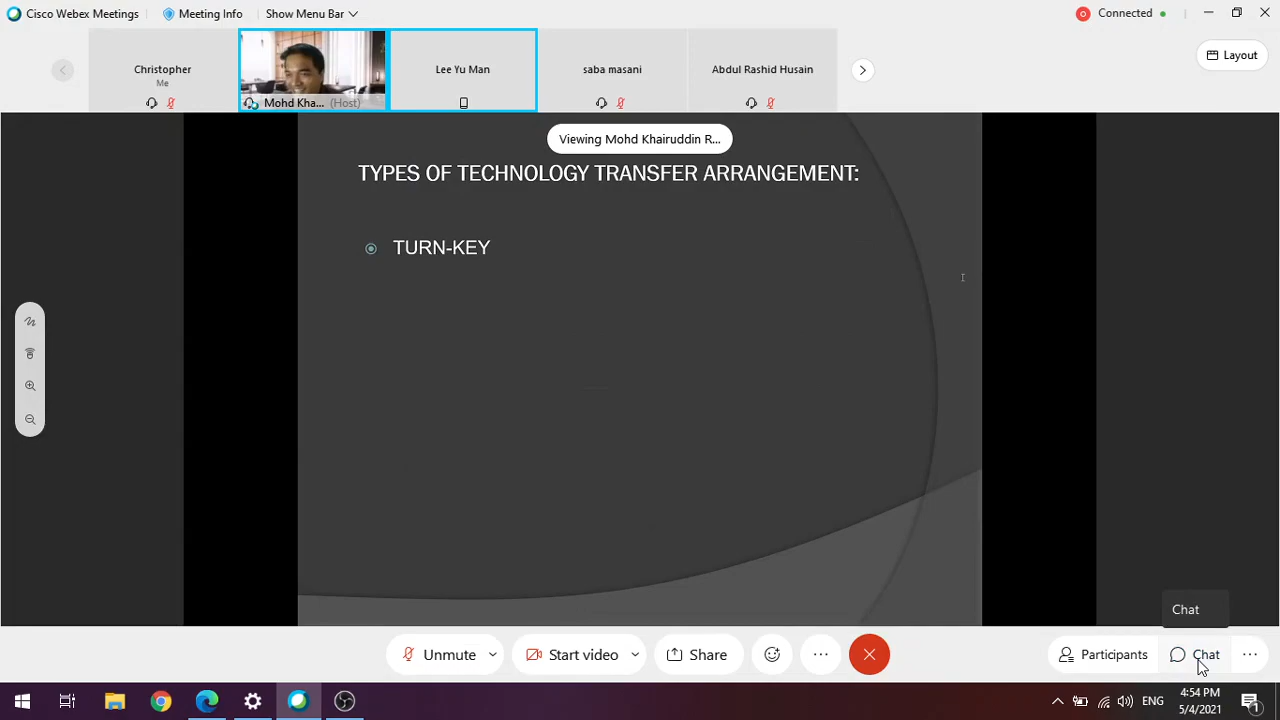 Cisco Webex Meetings
Meeting Info
Show Menu Bar
Connected
Christopher
Me
Mohd Kha... (Host)
Lee Yu Man
saba masani
Abdul Rashid Husain
Layout
Viewing Mohd Khairuddin R...
TYPES OF TECHNOLOGY TRANSFER ARRANGEMENT:
TURN-KEY
Chat
Unmute
Start video
Share
Participants
Chat
ENG
4:54 PM
5/4/2021
1